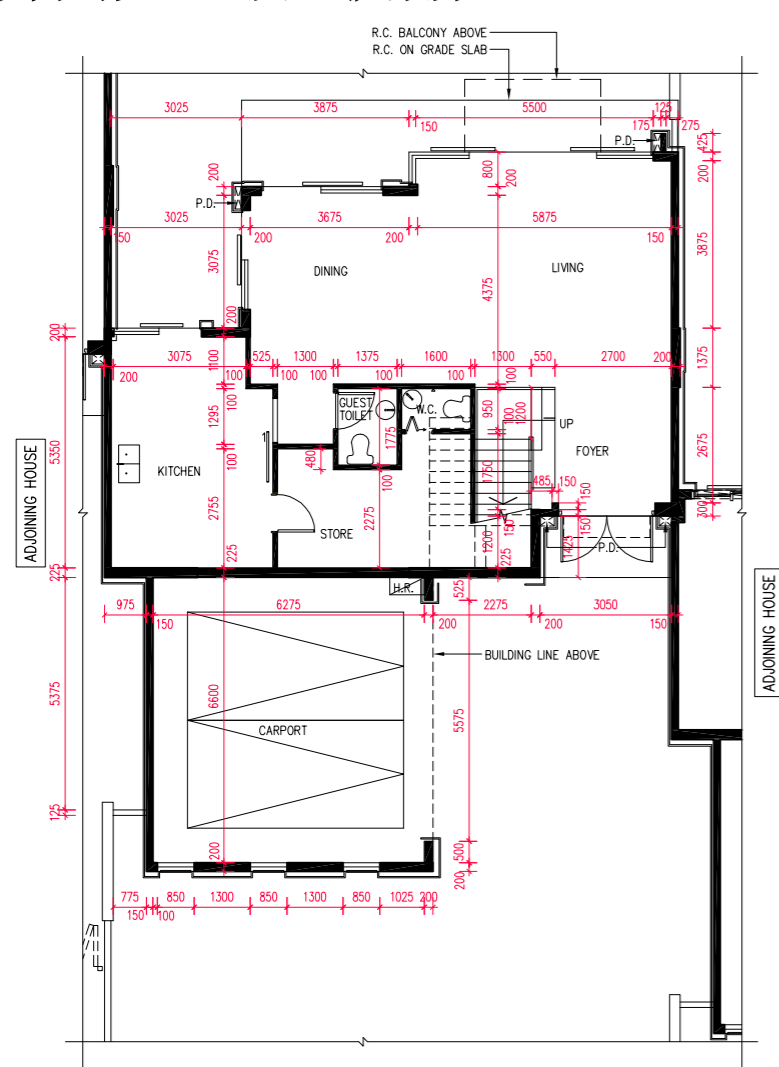 R.C. BALCONY ABOVE
R.C. ON GRADE SLAB
3025 3875 5500 125
150 175 275
P.D.
425
200
800
200
200
P.D.
3025 3675 5875
150 200 200 150
3075
DINING
LIVING
4375
3875
200
200
3075 525 1300 1375 1600 1300 550 2700 200
200 100 100 100 100 100
1100
1375
100
1295
GUEST
TOILET
W.C.
950
100
1200
UP
1775
FOYER
2675
5350
ADJOINING HOUSE
KITCHEN
100
480
1750
485 150
2755
STORE
2275
100
150
150
150
300
1200
1425
P.D.
225
225
225
H.R.
525
975 6275 2275 3050
150 200 200 150
ADJOINING HOUSE
BUILDING LINE ABOVE
5375
6600
5575
CARPORT
125
200
500
200
775 850 1300 850 1300 850 1025 200
150 100